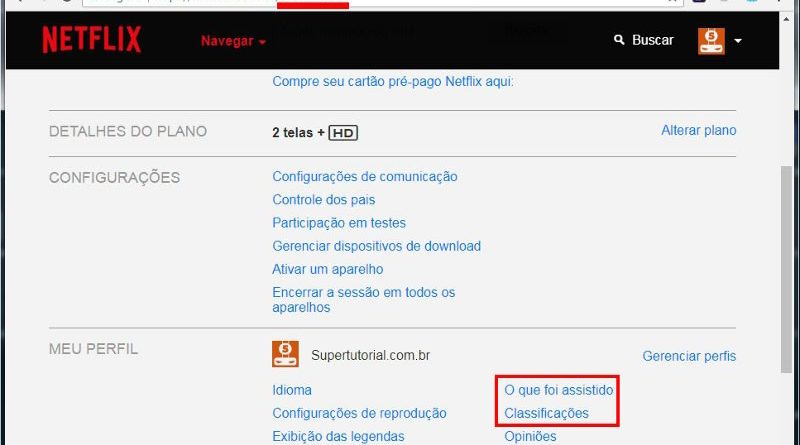 NETFLIX
Navegar
Buscar
Compre seu cartão pré-pago Netflix aqui:
DETALHES DO PLANO
2 telas + HD
Alterar plano
CONFIGURAÇÕES
Configurações de comunicação
Controle dos pais
Participação em testes
Gerenciar dispositivos de download
Ativar um aparelho
Encerrar a sessão em todos os
aparelhos
MEU PERFIL
Supertutorial.com.br
Gerenciar perfis
Idioma
O que foi assistido
Configurações de reprodução
Classificações
Exibição das legendas
Opiniões